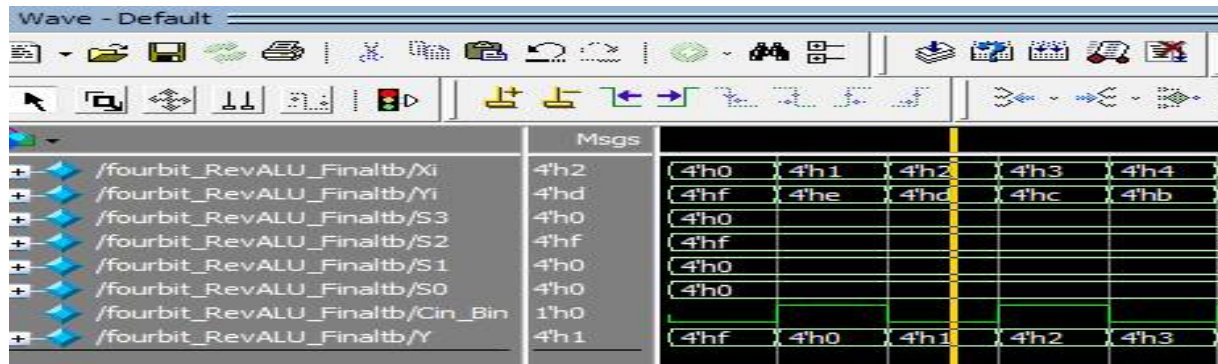 Wave - Default
Msgs
/fourbit_RevALU_Finaltb/Xi 4'h2 4'h0 4'h1 4'h2 4'h3 4'h4
/fourbit_RevALU_Finaltb/Yi 4'hd 4'hf 4'he 4'hd 4'hc 4'hb
/fourbit_RevALU_Finaltb/S3 4'h0 4'h0
/fourbit_RevALU_Finaltb/S2 4'hf 4'hf
/fourbit_RevALU_Finaltb/S1 4'h0 4'h0
/fourbit_RevALU_Finaltb/S0 4'h0 4'h0
/fourbit_RevALU_Finaltb/Cin_Bin 1'h0
/fourbit_RevALU_Finaltb/Y 4'h1 4'hf 4'h0 4'h1 4'h2 4'h3